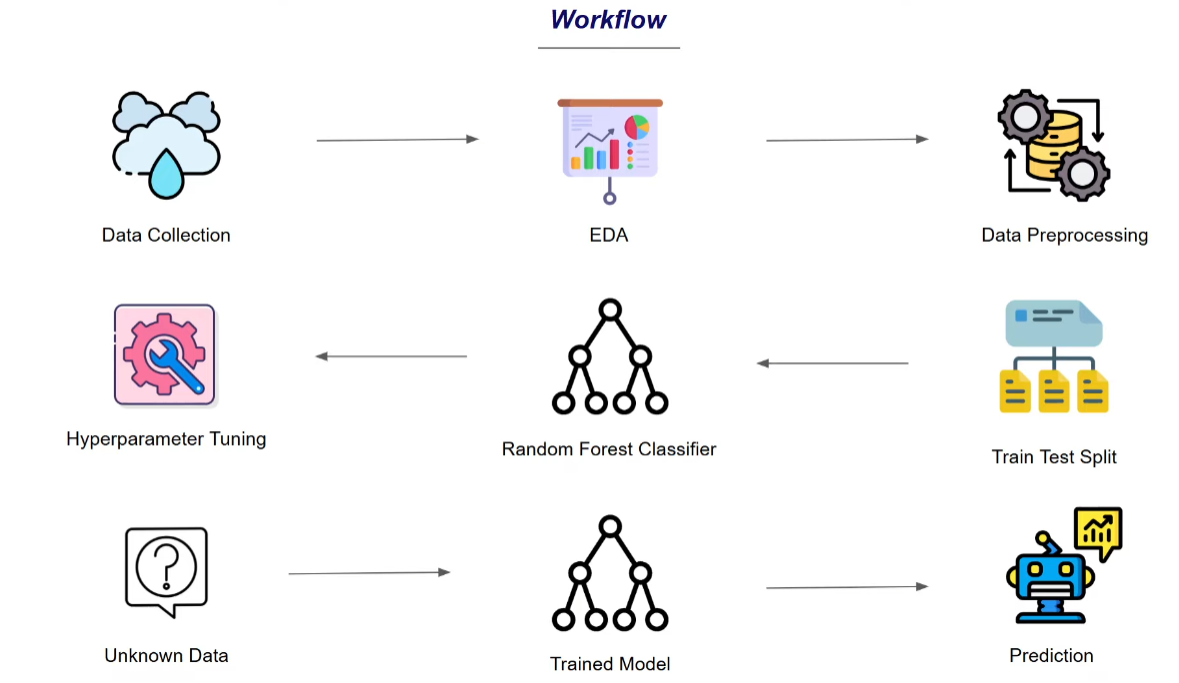 Workflow
Data Collection
EDA
Data Preprocessing
Hyperparameter Tuning
Random Forest Classifier
Train Test Split
Unknown Data
Trained Model
Prediction